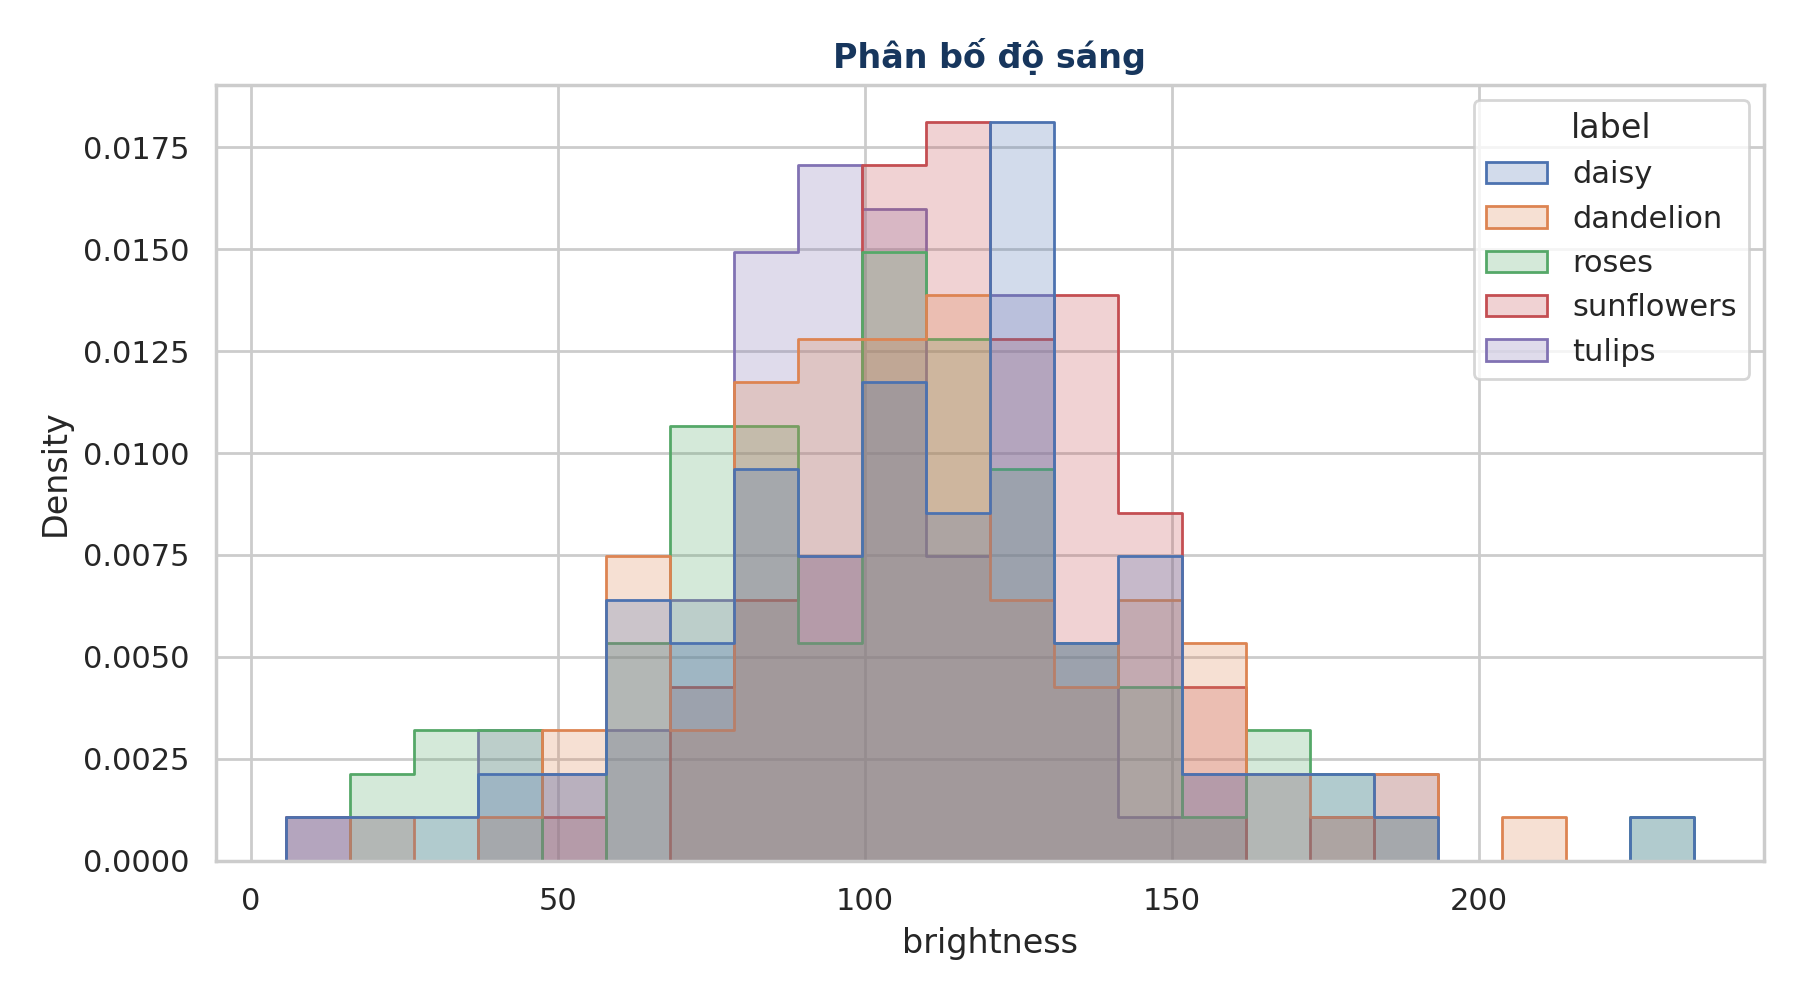 Phân bố độ sáng
0.0175
0.0150
0.0125
0.0100
0.0075
0.0050
0.0025
0.0000
Density
0
50
100
150
200
brightness
label
daisy
dandelion
roses
sunflowers
tulips